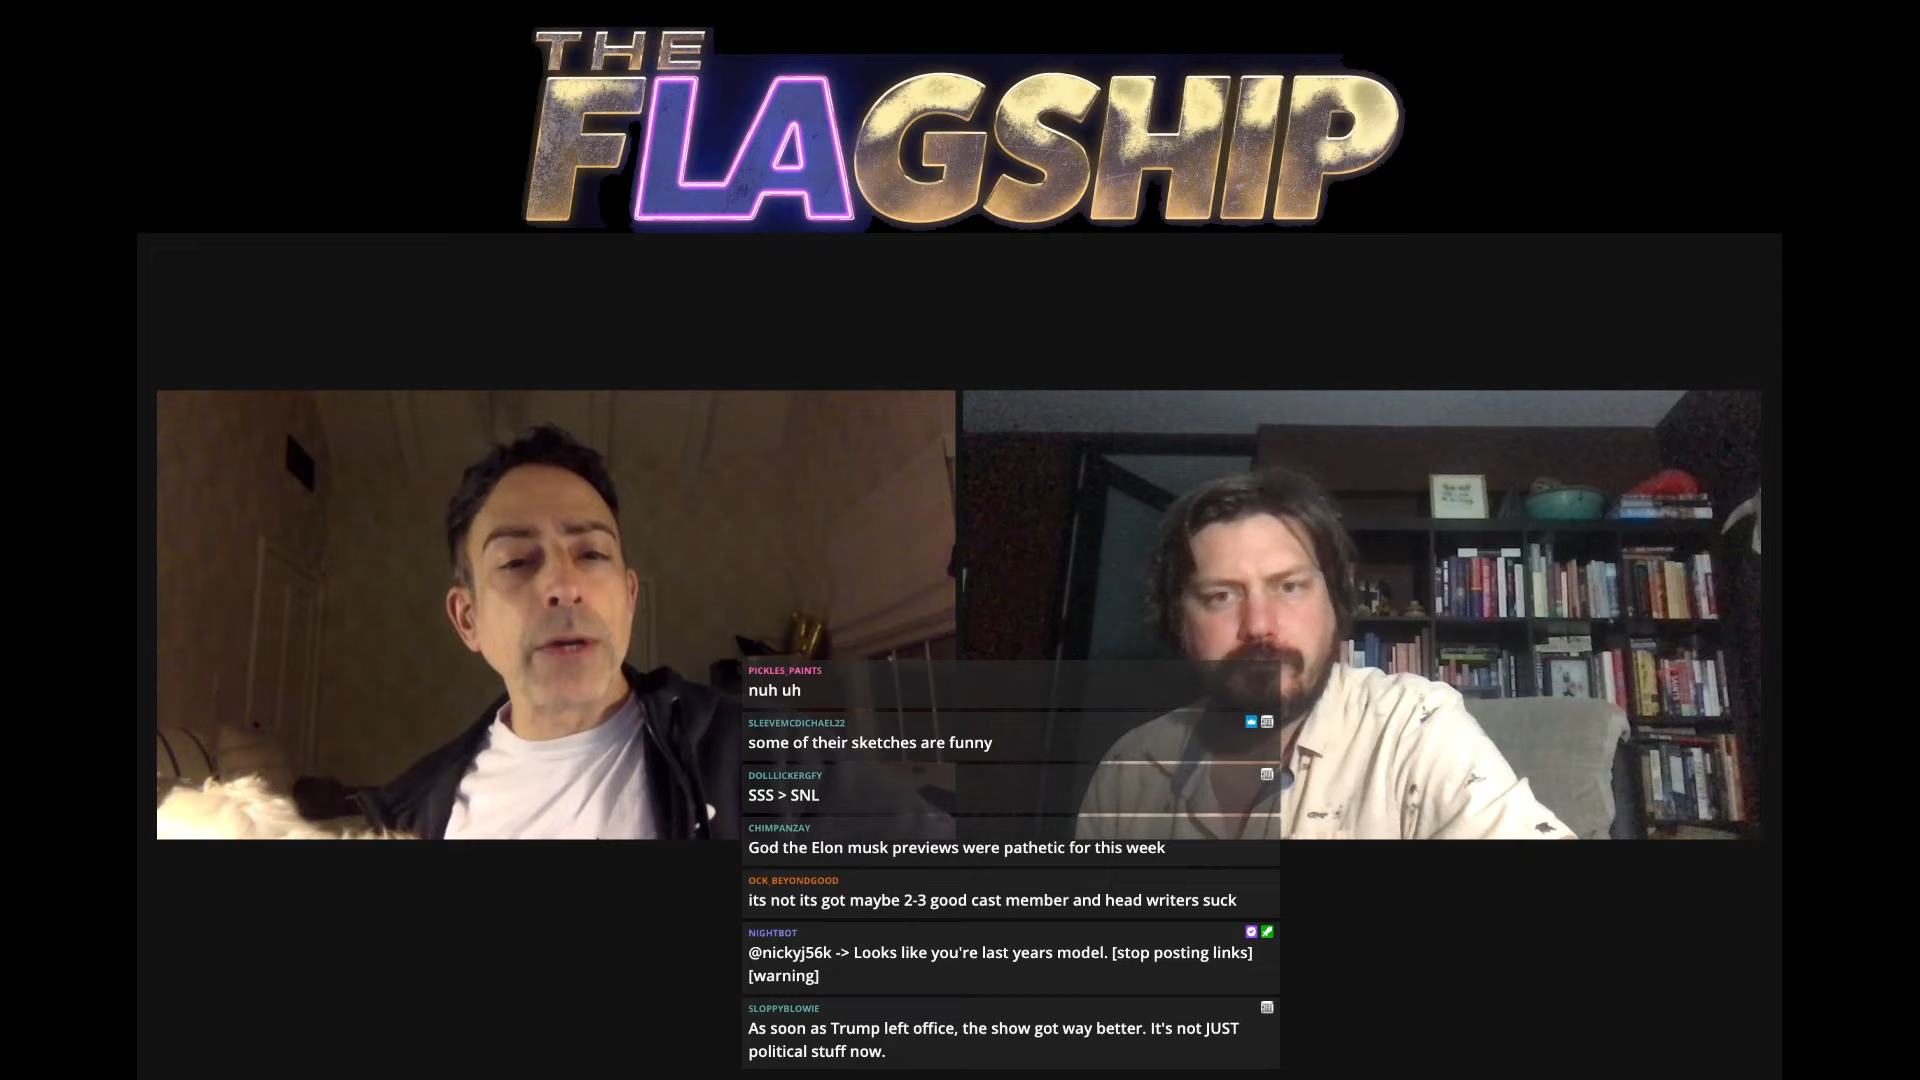 THE
FLAGSHIP
PICKLES_PAINTS
nuh uh
SLEEVEMCDICHAEL22
some of their sketches are funny
DOLLLICKERGFY
SSS > SNL
CHIMPANZAY
God the Elon musk previews were pathetic for this week
OCK_BEYONDGOOD
its not its got maybe 2-3 good cast member and head writers suck
NIGHTBOT
@nickyj56k -> Looks like you're last years model. [stop posting links]
[warning]
SLOPPYBLOWIE
As soon as Trump left office, the show got way better. It's not JUST
political stuff now.